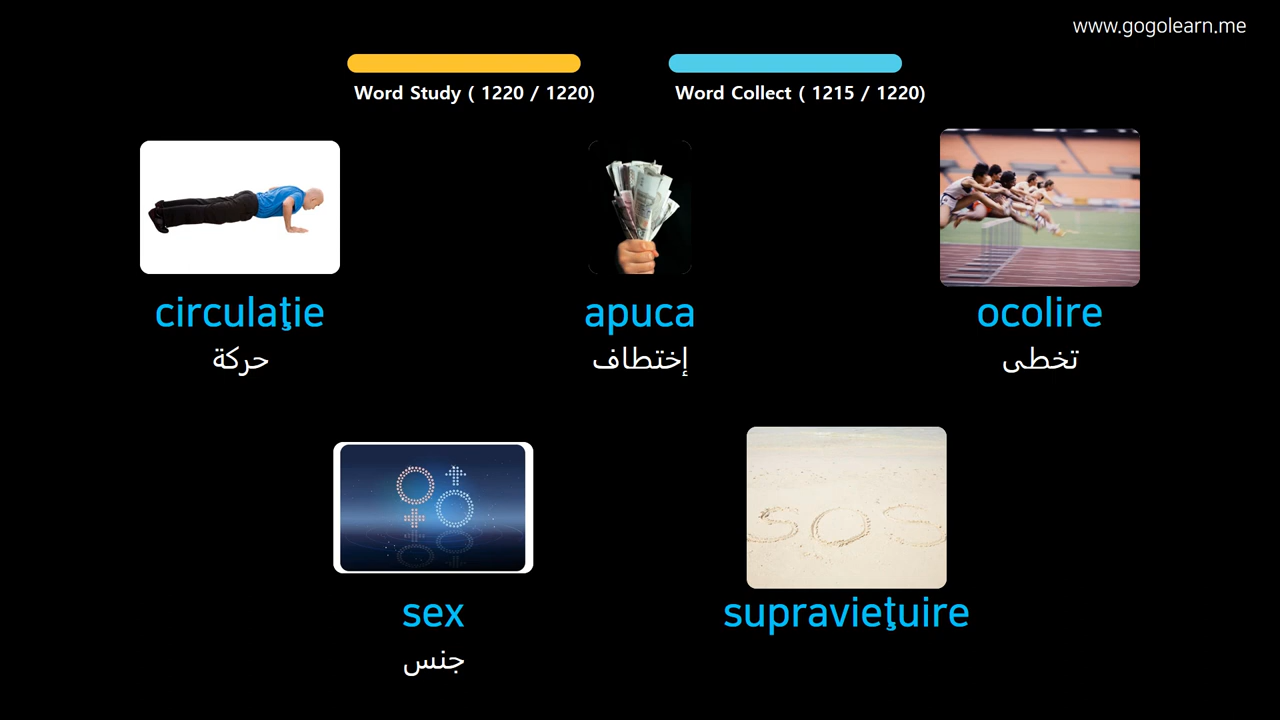 www.gogolearn.me
Word Study ( 1220 / 1220)
Word Collect ( 1215 / 1220)
circulaţie
حركة
apuca
إختطاف
ocolire
تخطى
sex
جنس
SOS
supravieţuire